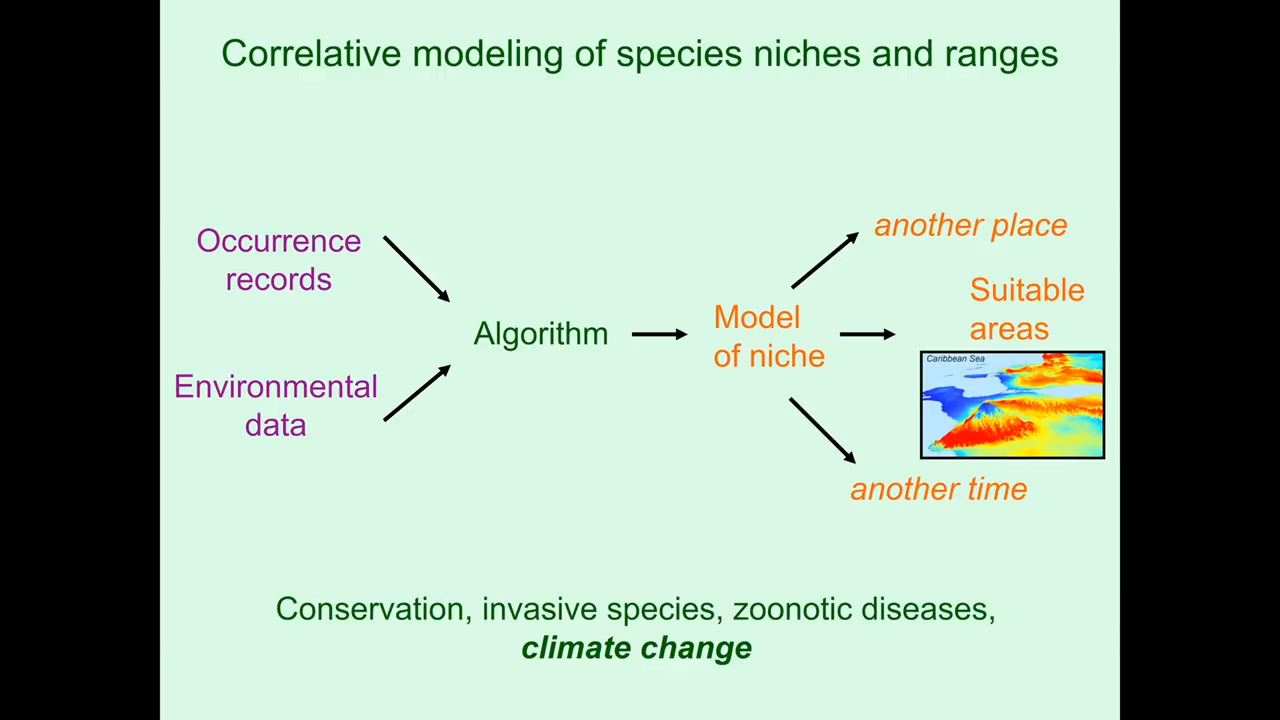 Correlative modeling of species niches and ranges
Occurrence
records
Environmental
data
Algorithm
Model
of niche
another place
Suitable
areas
Caribbean Sea
another time
Conservation, invasive species, zoonotic diseases,
climate change